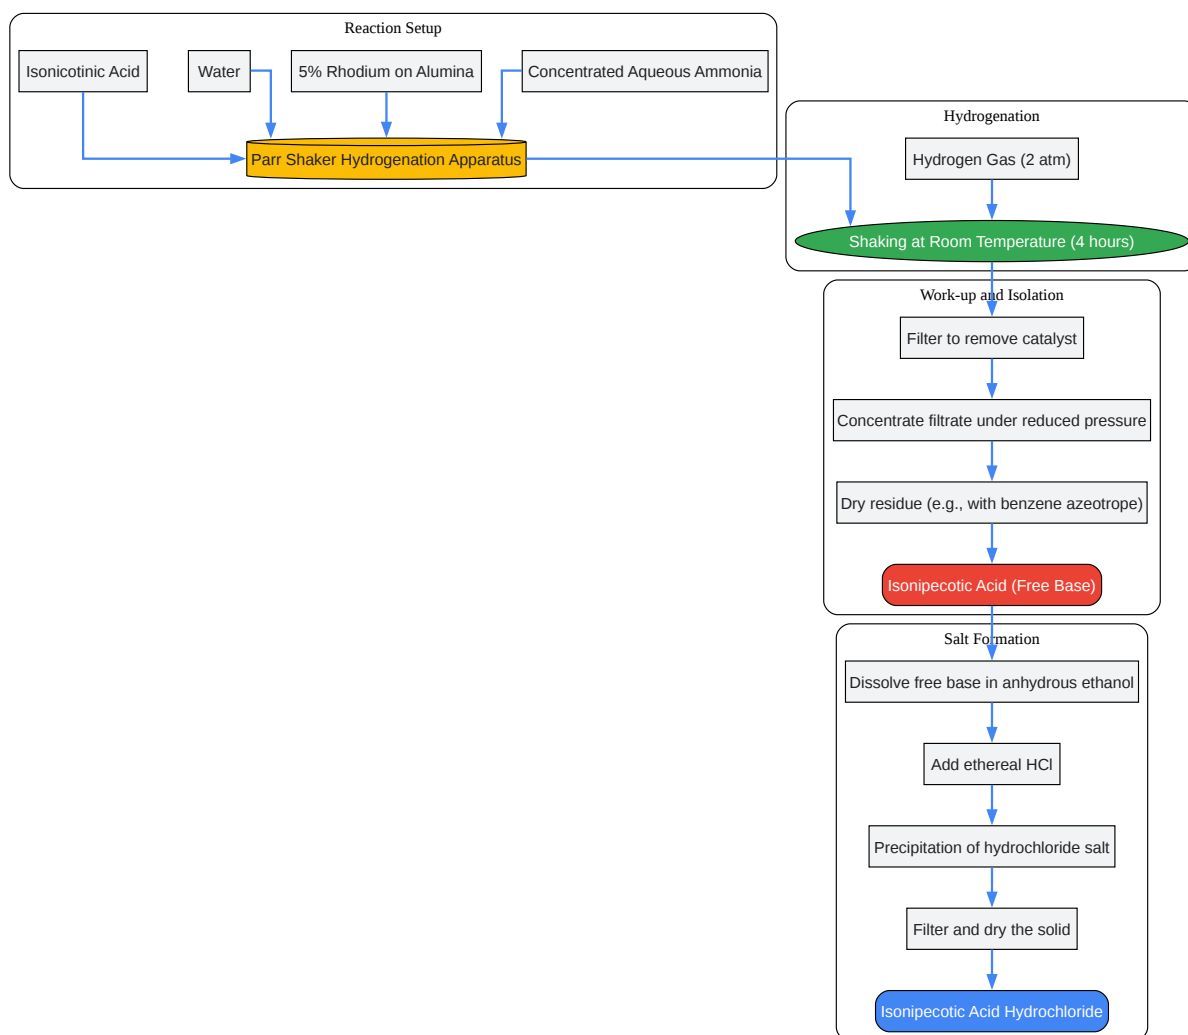 Reaction Setup
Isonicotinic Acid
Water
5% Rhodium on Alumina
Concentrated Aqueous Ammonia
Parr Shaker Hydrogenation Apparatus
Hydrogenation
Hydrogen Gas (2 atm)
Shaking at Room Temperature (4 hours)
Work-up and Isolation
Filter to remove catalyst
Concentrate filtrate under reduced pressure
Dry residue (e.g., with benzene azeotrope)
Isonipecotic Acid (Free Base)
Salt Formation
Dissolve free base in anhydrous ethanol
Add ethereal HCl
Precipitation of hydrochloride salt
Filter and dry the solid
Isonipecotic Acid Hydrochloride